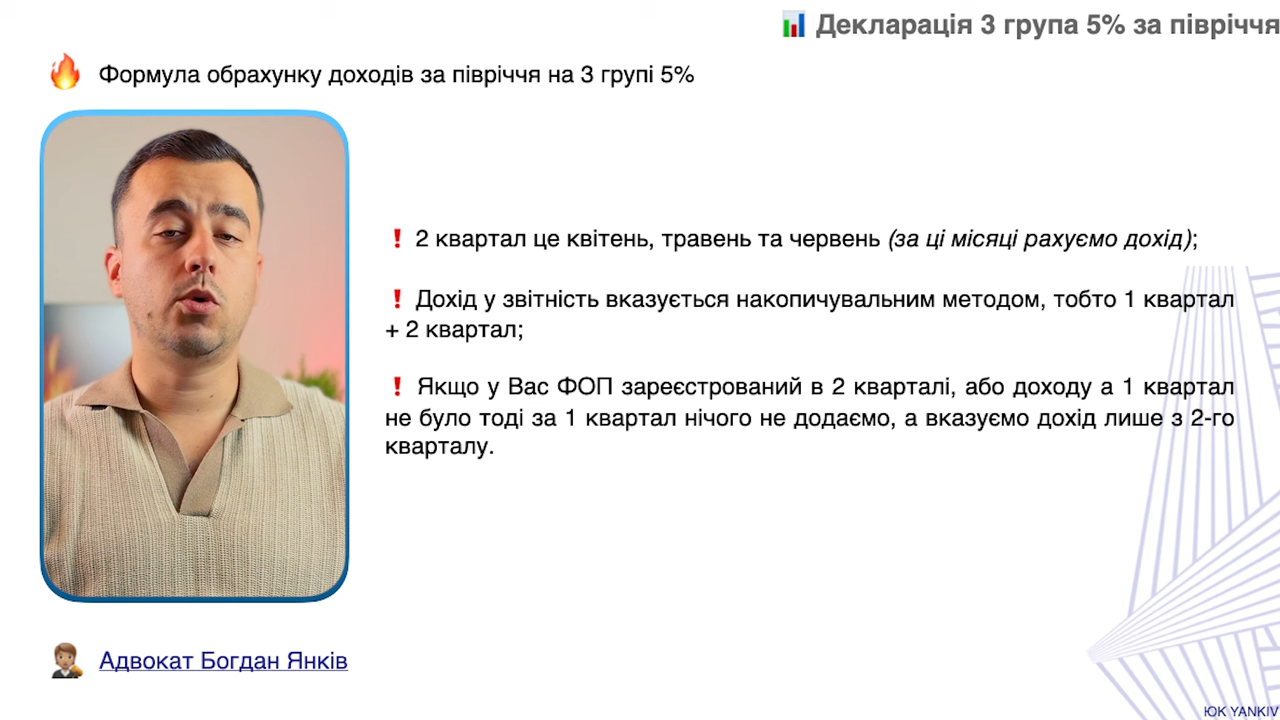 Декларація 3 група 5% за півріччя
Формула обрахунку доходів за півріччя на 3 групі 5%
❗ 2 квартал це квітень, травень та червень (за ці місяці рахуємо дохід);
❗ Дохід у звітність вказується накопичувальним методом, тобто 1 квартал
+ 2 квартал;
❗ Якщо у Вас ФОП зареєстрований в 2 кварталі, або доходу а 1 квартал
не було тоді за 1 квартал нічого не додаємо, а вказуємо дохід лише з 2-го
кварталу.
Адвокат Богдан Янків
ЮК YANKIV